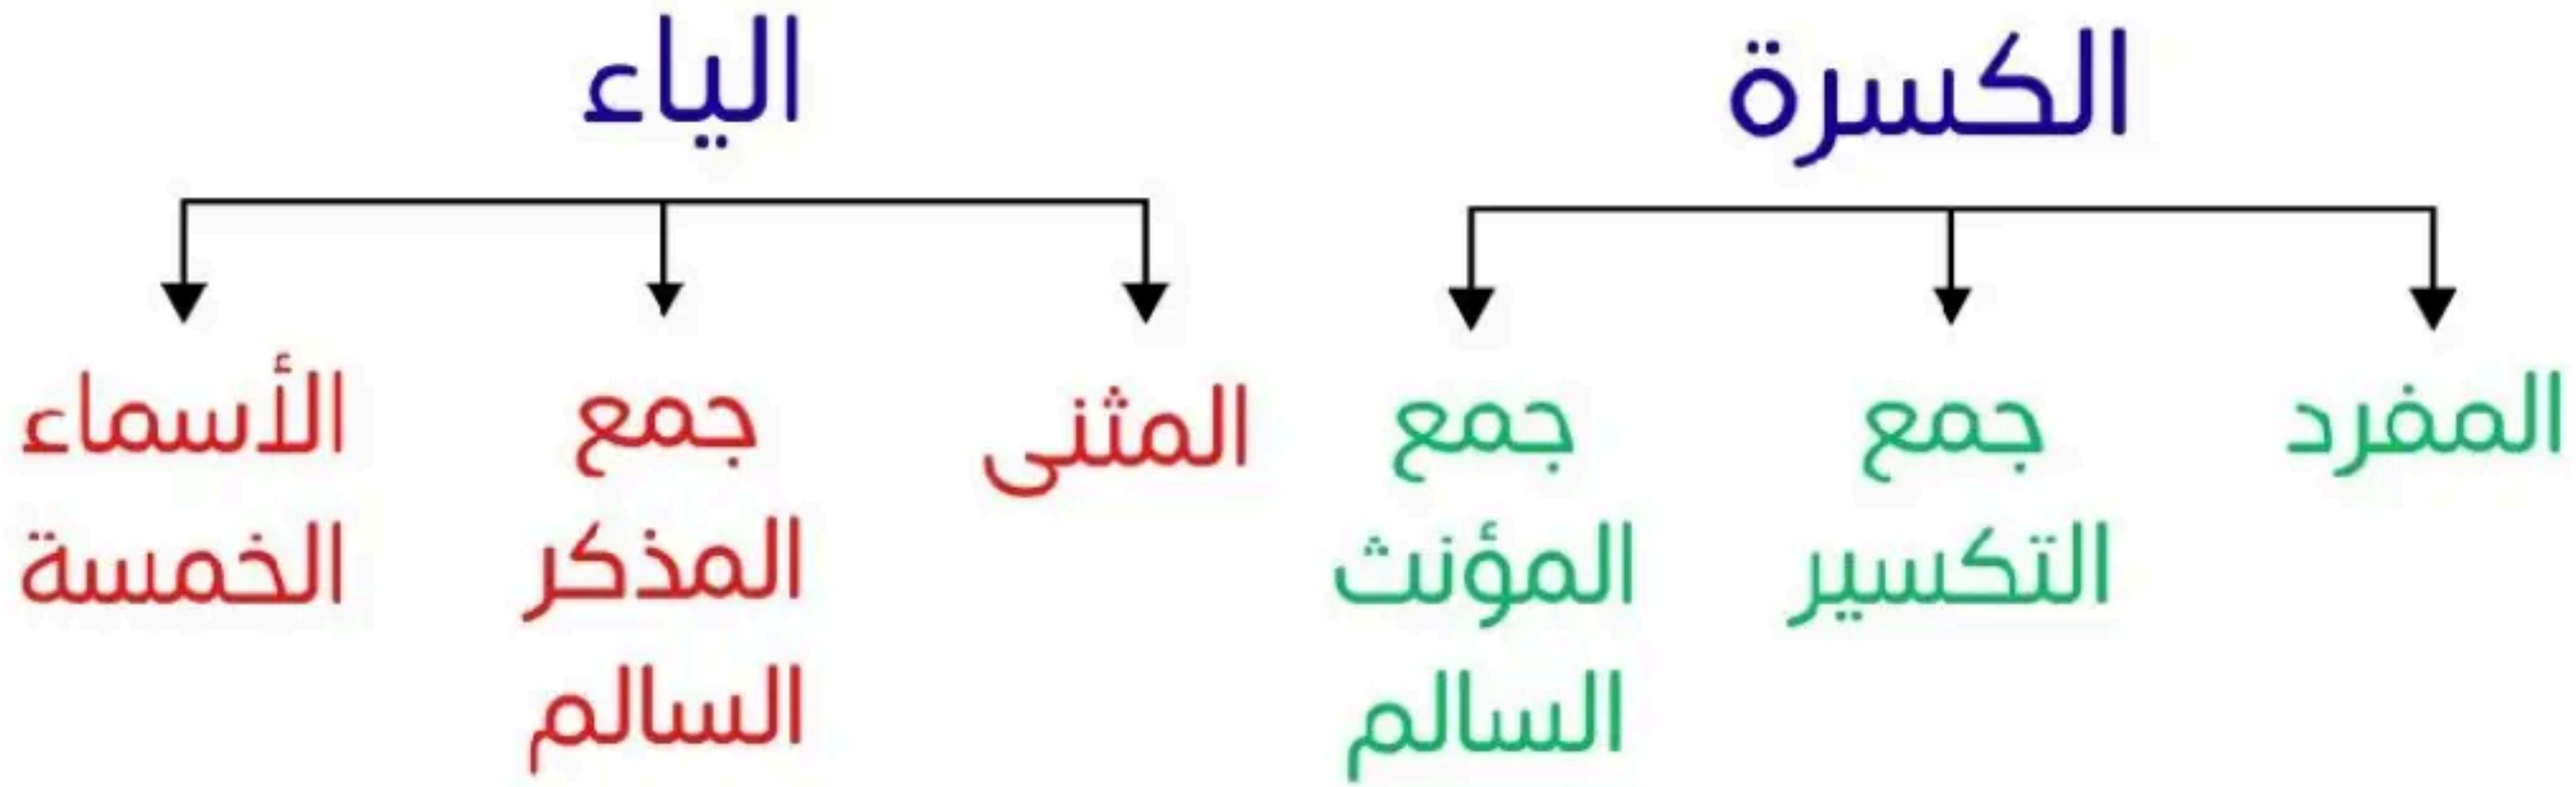 الكسرة
المفرد
جمع
التكسير
جمع
المؤنث
السالم
الياء
المثنى
جمع
المذكر
السالم
الأسماء
الخمسة